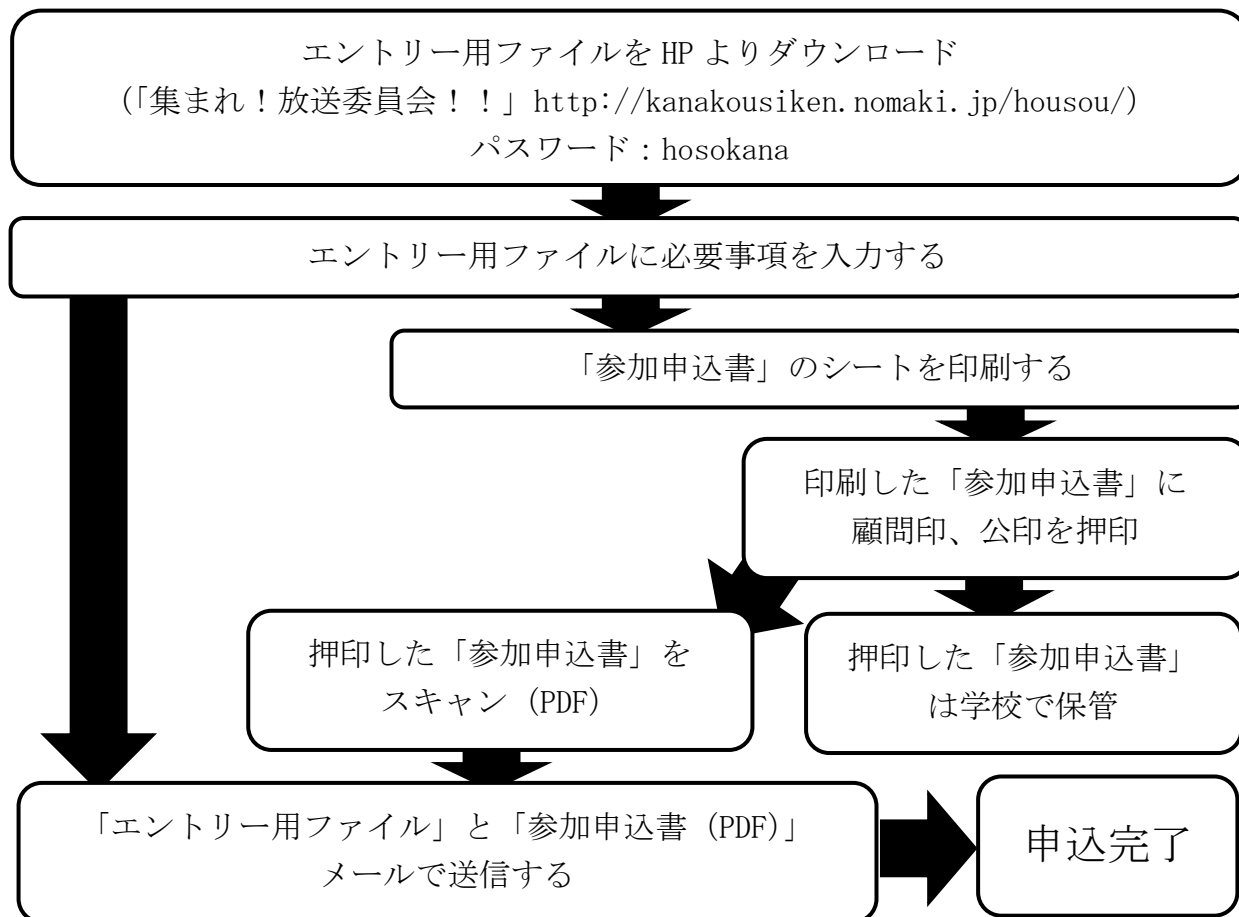 エントリー用ファイルを HP よりダウンロード
(「集まれ！放送委員会！！」http://kanakousiken.nomaki.jp/housou/)
パスワード：hosokana
エントリー用ファイルに必要事項を入力する
「参加申込書」のシートを印刷する
印刷した「参加申込書」に
顧問印、公印を押印
押印した「参加申込書」を
スキャン (PDF)
押印した「参加申込書」
は学校で保管
「エントリー用ファイル」と「参加申込書 (PDF)」
メールで送信する
申込完了